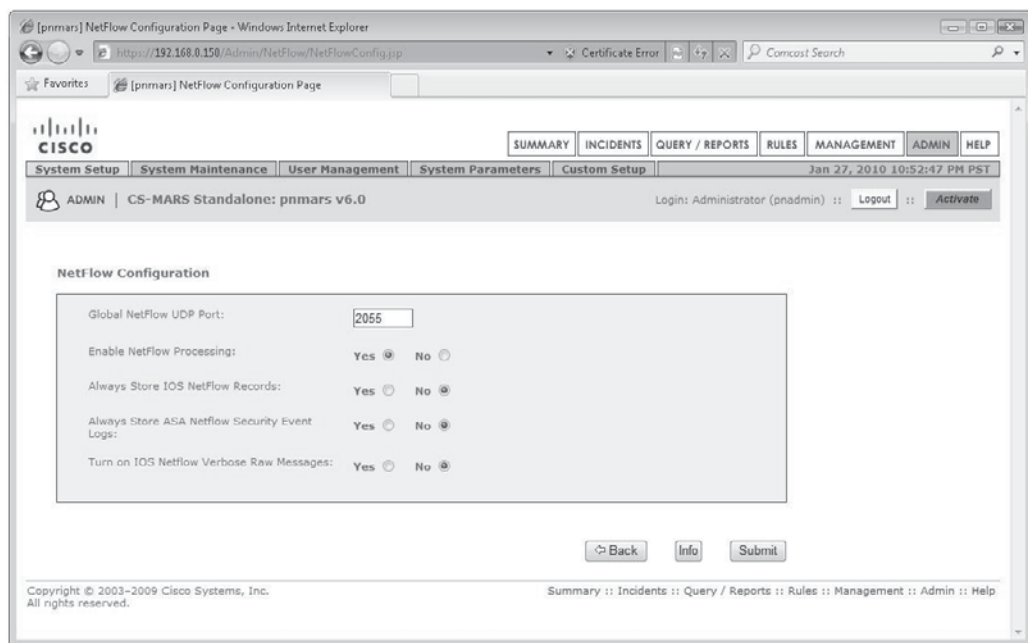 [pnmars] NetFlow Configuration Page - Windows Internet Explorer
https://192.168.0.150/Admin/NetFlow/NetFlowConfig.jsp
Certificate Error
Comcast Search
Favorites
[pnmars] NetFlow Configuration Page
CISCO
SUMMARY INCIDENTS QUERY / REPORTS RULES MANAGEMENT ADMIN HELP
System Setup System Maintenance User Management System Parameters Custom Setup Jan 27, 2010 10:52:47 PM PST
ADMIN | CS-MARS Standalone: pnmars v6.0 Login: Administrator (pnadmin) :: Logout :: Activate
NetFlow Configuration
Global NetFlow UDP Port: 2055
Enable NetFlow Processing: Yes No
Always Store IOS NetFlow Records: Yes No
Always Store ASA Netflow Security Event
Logs: Yes No
Turn on IOS Netflow Verbose Raw Messages: Yes No
Back Info Submit
Copyright © 2003-2009 Cisco Systems, Inc.
All rights reserved.
Summary :: Incidents :: Query / Reports :: Rules :: Management :: Admin :: Help